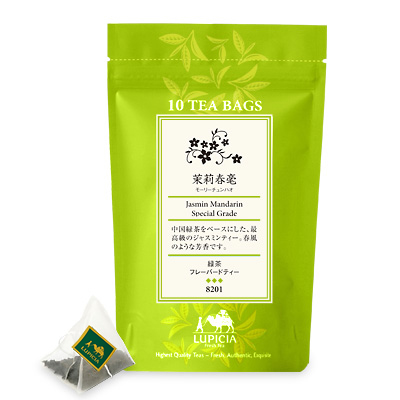 10 TEA BAGS
茉莉春毫
モーリーチュンハオ
Jasmin Mandarin
Special Grade
中国緑茶をベースにした、最
高級のジャスミンティー。春風
のような芳香です。
緑茶
フレーバードティー
8201
LUPICIA
Fresh Tea
Highest Quality Teas – Fresh, Authentic, Exquisite
LUPICIA